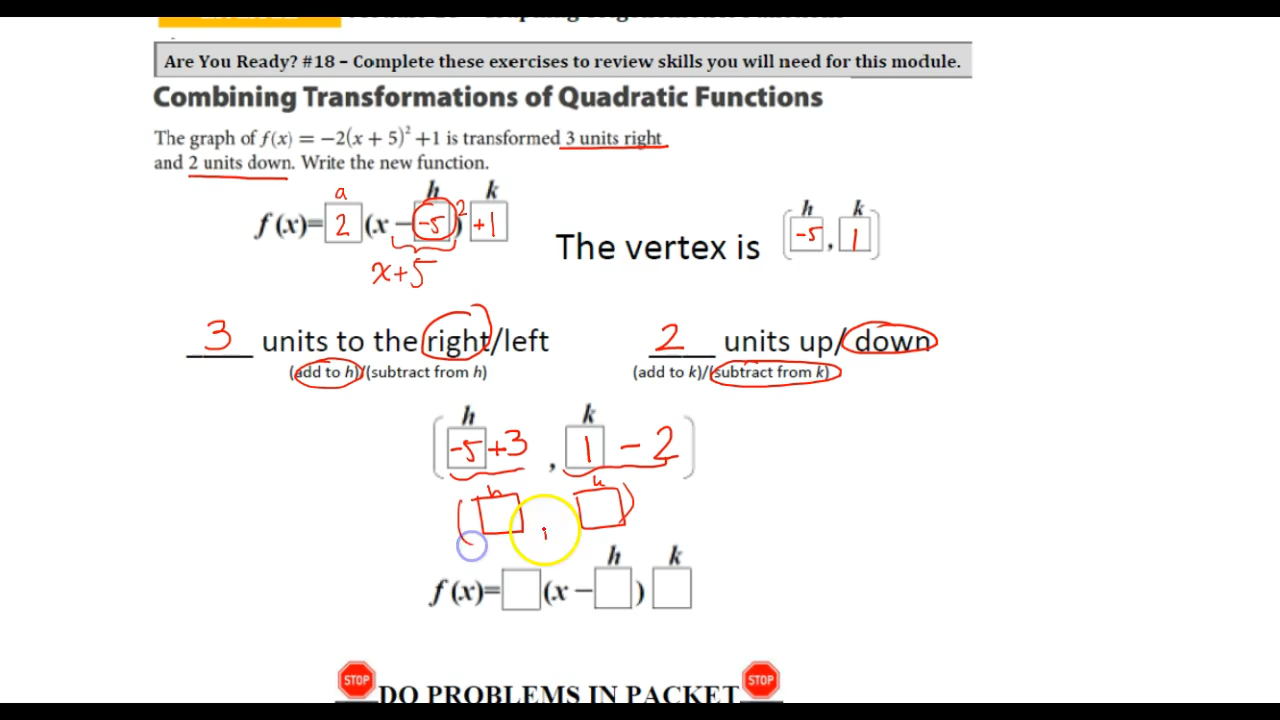 Are You Ready? #18 – Complete these exercises to review skills you will need for this module.
Combining Transformations of Quadratic Functions
The graph of f(x) = −2(x + 5)² +1 is transformed 3 units right
and 2 units down. Write the new function.
a h k
f(x)= 2 (x − -5)² +1
x+5
h k
The vertex is (-5, 1)
3 units to the right/left
(add to h)/(subtract from h)
2 units up/down
(add to k)/(subtract from k)
h k
(-5+3, 1-2)
h k
( , )
h k
f(x)= (x − )
STOP DO PROBLEMS IN PACKET STOP